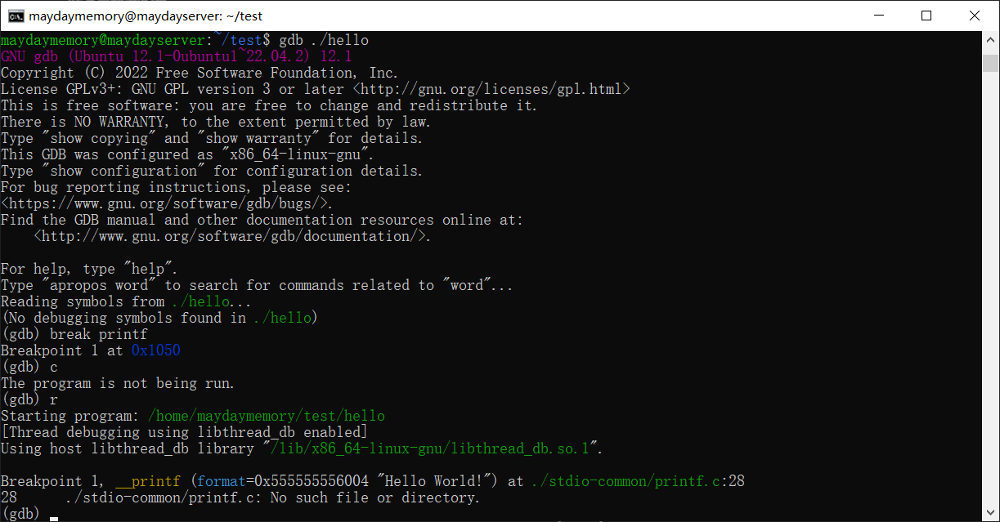 maydaymemory@maydayserver: ~/test
maydaymemory@maydayserver:~/test$ gdb ./hello
GNU gdb (Ubuntu 12.1-0ubuntu1~22.04.2) 12.1
Copyright (C) 2022 Free Software Foundation, Inc.
License GPLv3+: GNU GPL version 3 or later <http://gnu.org/licenses/gpl.html>
This is free software: you are free to change and redistribute it.
There is NO WARRANTY, to the extent permitted by law.
Type "show copying" and "show warranty" for details.
This GDB was configured as "x86_64-linux-gnu".
Type "show configuration" for configuration details.
For bug reporting instructions, please see:
<https://www.gnu.org/software/gdb/bugs/>.
Find the GDB manual and other documentation resources online at:
    <http://www.gnu.org/software/gdb/documentation/>.

For help, type "help".
Type "apropos word" to search for commands related to "word"...
Reading symbols from ./hello...
(No debugging symbols found in ./hello)
(gdb) break printf
Breakpoint 1 at 0x1050
(gdb) c
The program is not being run.
(gdb) r
Starting program: /home/maydaymemory/test/hello
[Thread debugging using libthread_db enabled]
Using host libthread_db library "/lib/x86_64-linux-gnu/libthread_db.so.1".

Breakpoint 1, __printf (format=0x555555556004 "Hello World!") at ./stdio-common/printf.c:28
28      ./stdio-common/printf.c: No such file or directory.
(gdb)